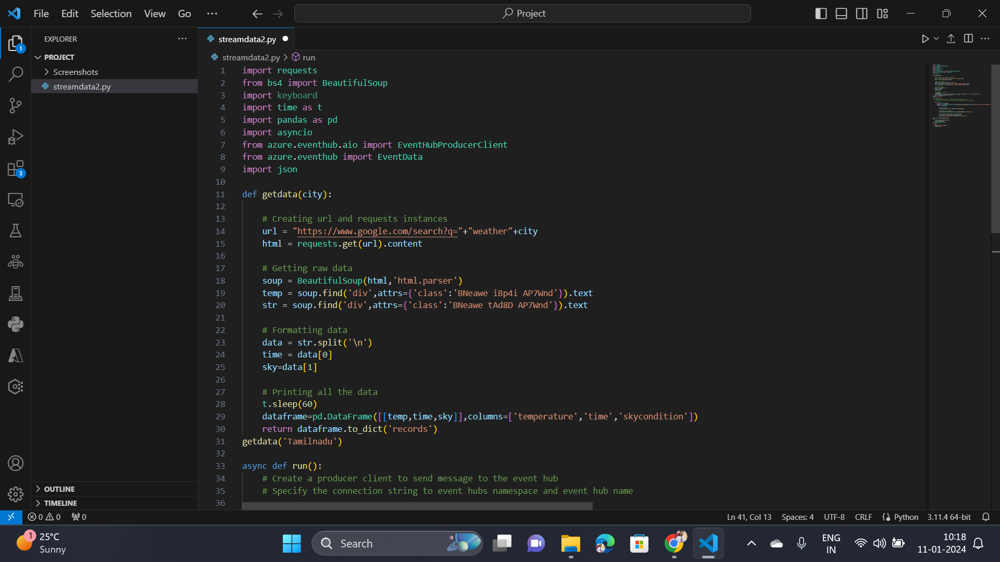 File Edit Selection View Go ···
Project
EXPLORER ···
PROJECT
Screenshots
streamdata2.py
OUTLINE
TIMELINE
1
3
streamdata2.py
streamdata2.py > run
1 import requests
2 from bs4 import BeautifulSoup
3 import keyboard
4 import time as t
5 import pandas as pd
6 import asyncio
7 from azure.eventhub.aio import EventHubProducerClient
8 from azure.eventhub import EventData
9 import json
10
11 def getdata(city):
12
13 # Creating url and requests instances
14 url = "https://www.google.com/search?q="+"weather"+city
15 html = requests.get(url).content
16
17 # Getting raw data
18 soup = BeautifulSoup(html,'html.parser')
19 temp = soup.find('div',attrs={'class':'BNeawe iBp4i AP7Wnd'}).text
20 str = soup.find('div',attrs={'class':'BNeawe tAd8D AP7Wnd'}).text
21
22 # Formatting data
23 data = str.split('\n')
24 time = data[0]
25 sky=data[1]
26
27 # Printing all the data
28 t.sleep(60)
29 dataframe=pd.DataFrame([[temp,time,sky]],columns=['temperature','time','skycondition'])
30 return dataframe.to_dict('records')
31 getdata('Tamilnadu')
32
33 async def run():
34 # Create a producer client to send message to the event hub
35 # Specify the connection string to event hubs namespace and event hub name
36
0 0 0
Ln 41, Col 13 Spaces: 4 UTF-8 CRLF Python 3.11.4 64-bit
1
25°C
Sunny
Search
ENG
IN
10:18
11-01-2024